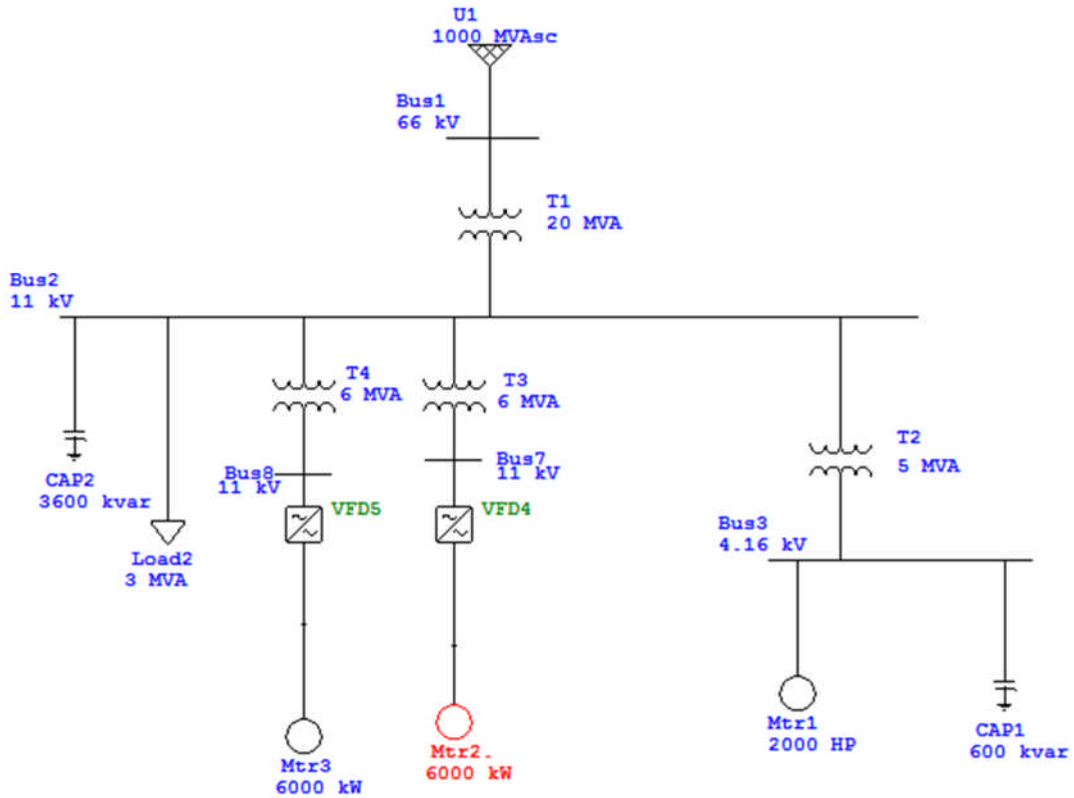 U1
1000 MVAsc
Bus1
66 kV
T1
20 MVA
Bus2
11 kV
T4
6 MVA
T3
6 MVA
T2
5 MVA
CAP2
3600 kvar
Bus8
11 kV
Bus7
11 kV
VFD5
VFD4
Bus3
4.16 kV
Load2
3 MVA
Mtr3
6000 kW
Mtr2.
6000 kW
Mtr1
2000 HP
CAP1
600 kvar